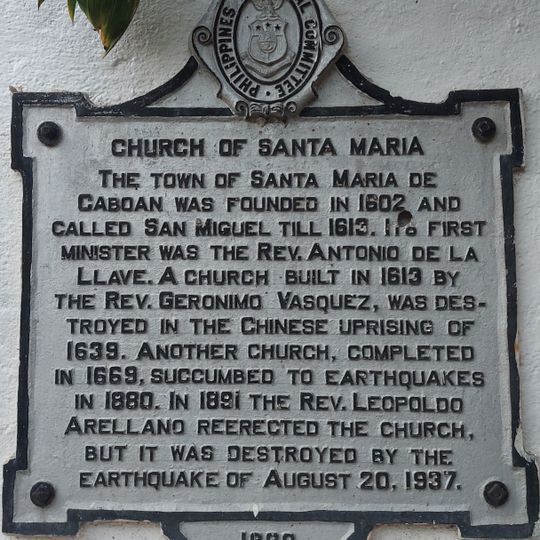 PHILIPPINES
COMMITTEE
CHURCH OF SANTA MARIA
THE TOWN OF SANTA MARIA DE
CABOAN WAS FOUNDED IN 1602 AND
CALLED SAN MIGUEL TILL 1613. ITS FIRST
MINISTER WAS THE REV. ANTONIO DE LA
LLAVE. A CHURCH BUILT IN 1613 BY
THE REV. GERONIMO VASQUEZ, WAS DES-
TROYED IN THE CHINESE UPRISING OF
1639. ANOTHER CHURCH, COMPLETED
IN 1669, SUCCUMBED TO EARTHQUAKES
IN 1880. IN 1891 THE REV. LEOPOLDO
ARELLANO REERECTED THE CHURCH,
BUT IT WAS DESTROYED BY THE
EARTHQUAKE OF AUGUST 20, 1937.